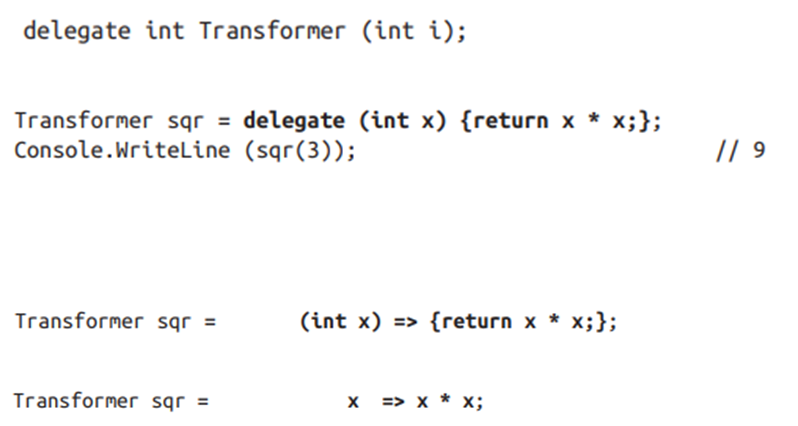 delegate int Transformer (int i);
Transformer sqr = delegate (int x) {return x * x;};
Console.WriteLine (sqr(3)); // 9
Transformer sqr = (int x) => {return x * x;};
Transformer sqr = x => x * x;